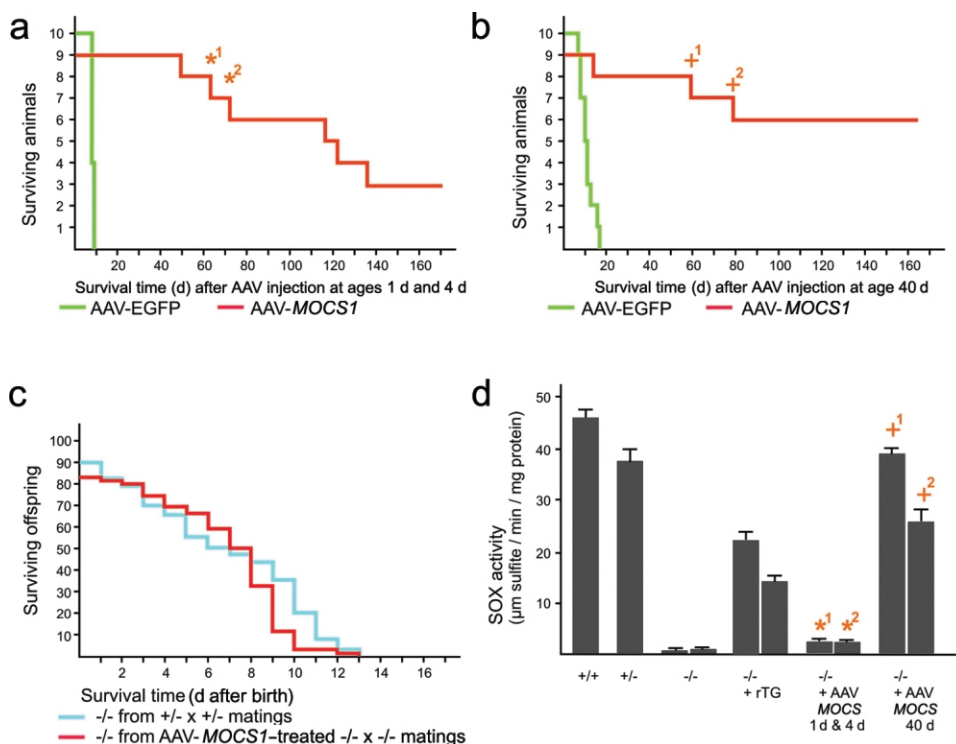 a
10
9
8
7
6
5
4
3
2
1
Surviving animals
*1
*2
20 40 60 80 100 120 140 160
Survival time (d) after AAV injection at ages 1 d and 4 d
AAV-EGFP AAV-MOCS1
b
10
9
8
7
6
5
4
3
2
1
Surviving animals
+1
+2
20 40 60 80 100 120 140 160
Survival time (d) after AAV injection at age 40 d
AAV-EGFP AAV-MOCS1
c
100
90
80
70
60
50
40
30
20
10
Surviving offspring
2 4 6 8 10 12 14 16
Survival time (d after birth)
-/- from +/- x +/- matings
-/- from AAV-MOCS1-treated -/- x -/- matings
d
50
40
30
20
10
SOX activity
(µm sulfite / min / mg protein)
*1
*2
+1
+2
+/+ +/- -/- -/- -/- -/-
+ rTG + AAV + AAV
MOCS MOCS
1 d & 4 d 40 d